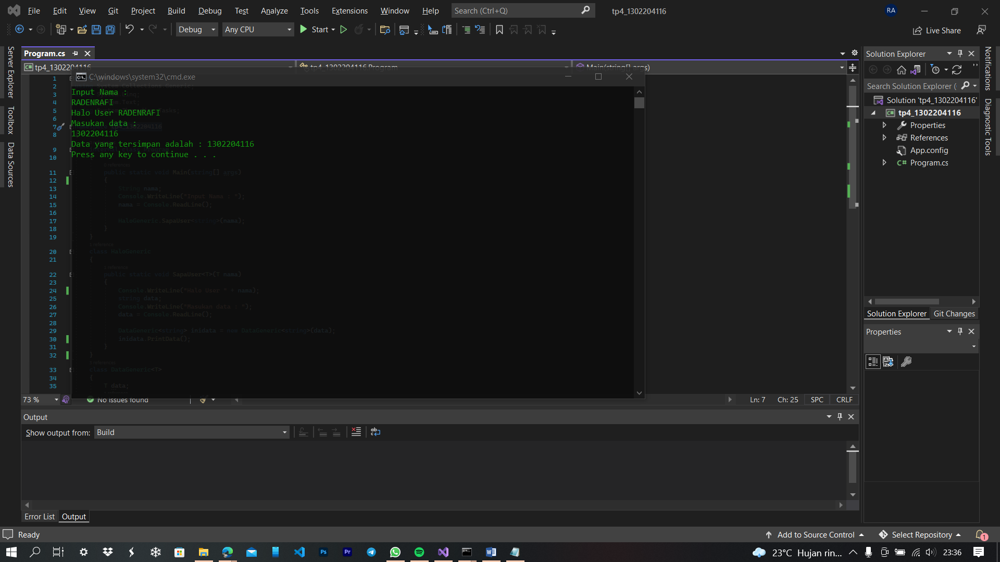 File Edit View Git Project Build Debug Test Analyze Tools Extensions Window Help Search (Ctrl+Q) tp4_1302204116 RA
Debug Any CPU Start Live Share
Server Explorer
Toolbox
Data Sources
Program.cs
tp4_1302204116 tp4_1302204116.Program Main(string[] args)
C:\windows\system32\cmd.exe
Input Nama :
RADENRAFI
Halo User RADENRAFI
Masukan data :
1302204116
Data yang tersimpan adalah : 1302204116
Press any key to continue . . .
1
2
3
4
5
6
7
8
9
10
11 public static void Main(string[] args)
12 {
13 String nama;
14 Console.WriteLine("Input Nama : ");
15 nama = Console.ReadLine();
16
17 HaloGeneric.SapaUser<string>(nama);
18 }
19 }
20 class HaloGeneric
21 {
22 public static void SapaUser<T>(T nama)
23 {
24 Console.WriteLine("Halo User " + nama);
25 string data;
26 Console.WriteLine("Masukan data : ");
27 data = Console.ReadLine();
28
29 DataGeneric<string> inidata = new DataGeneric<string>(data);
30 inidata.PrintData();
31 }
32 }
33 class DataGeneric<T>
34 {
35 T data;
73 % No issues found Ln: 7 Ch: 25 SPC CRLF
Output
Show output from: Build
Error List Output
Solution Explorer
Search Solution Explorer (
Solution 'tp4_1302204116'
tp4_1302204116
Properties
References
App.config
Program.cs
Solution Explorer Git Changes
Properties
Notifications
Diagnostic Tools
Ready Add to Source Control Select Repository 1
Ps Pr 23°C Hujan rin... 23:36